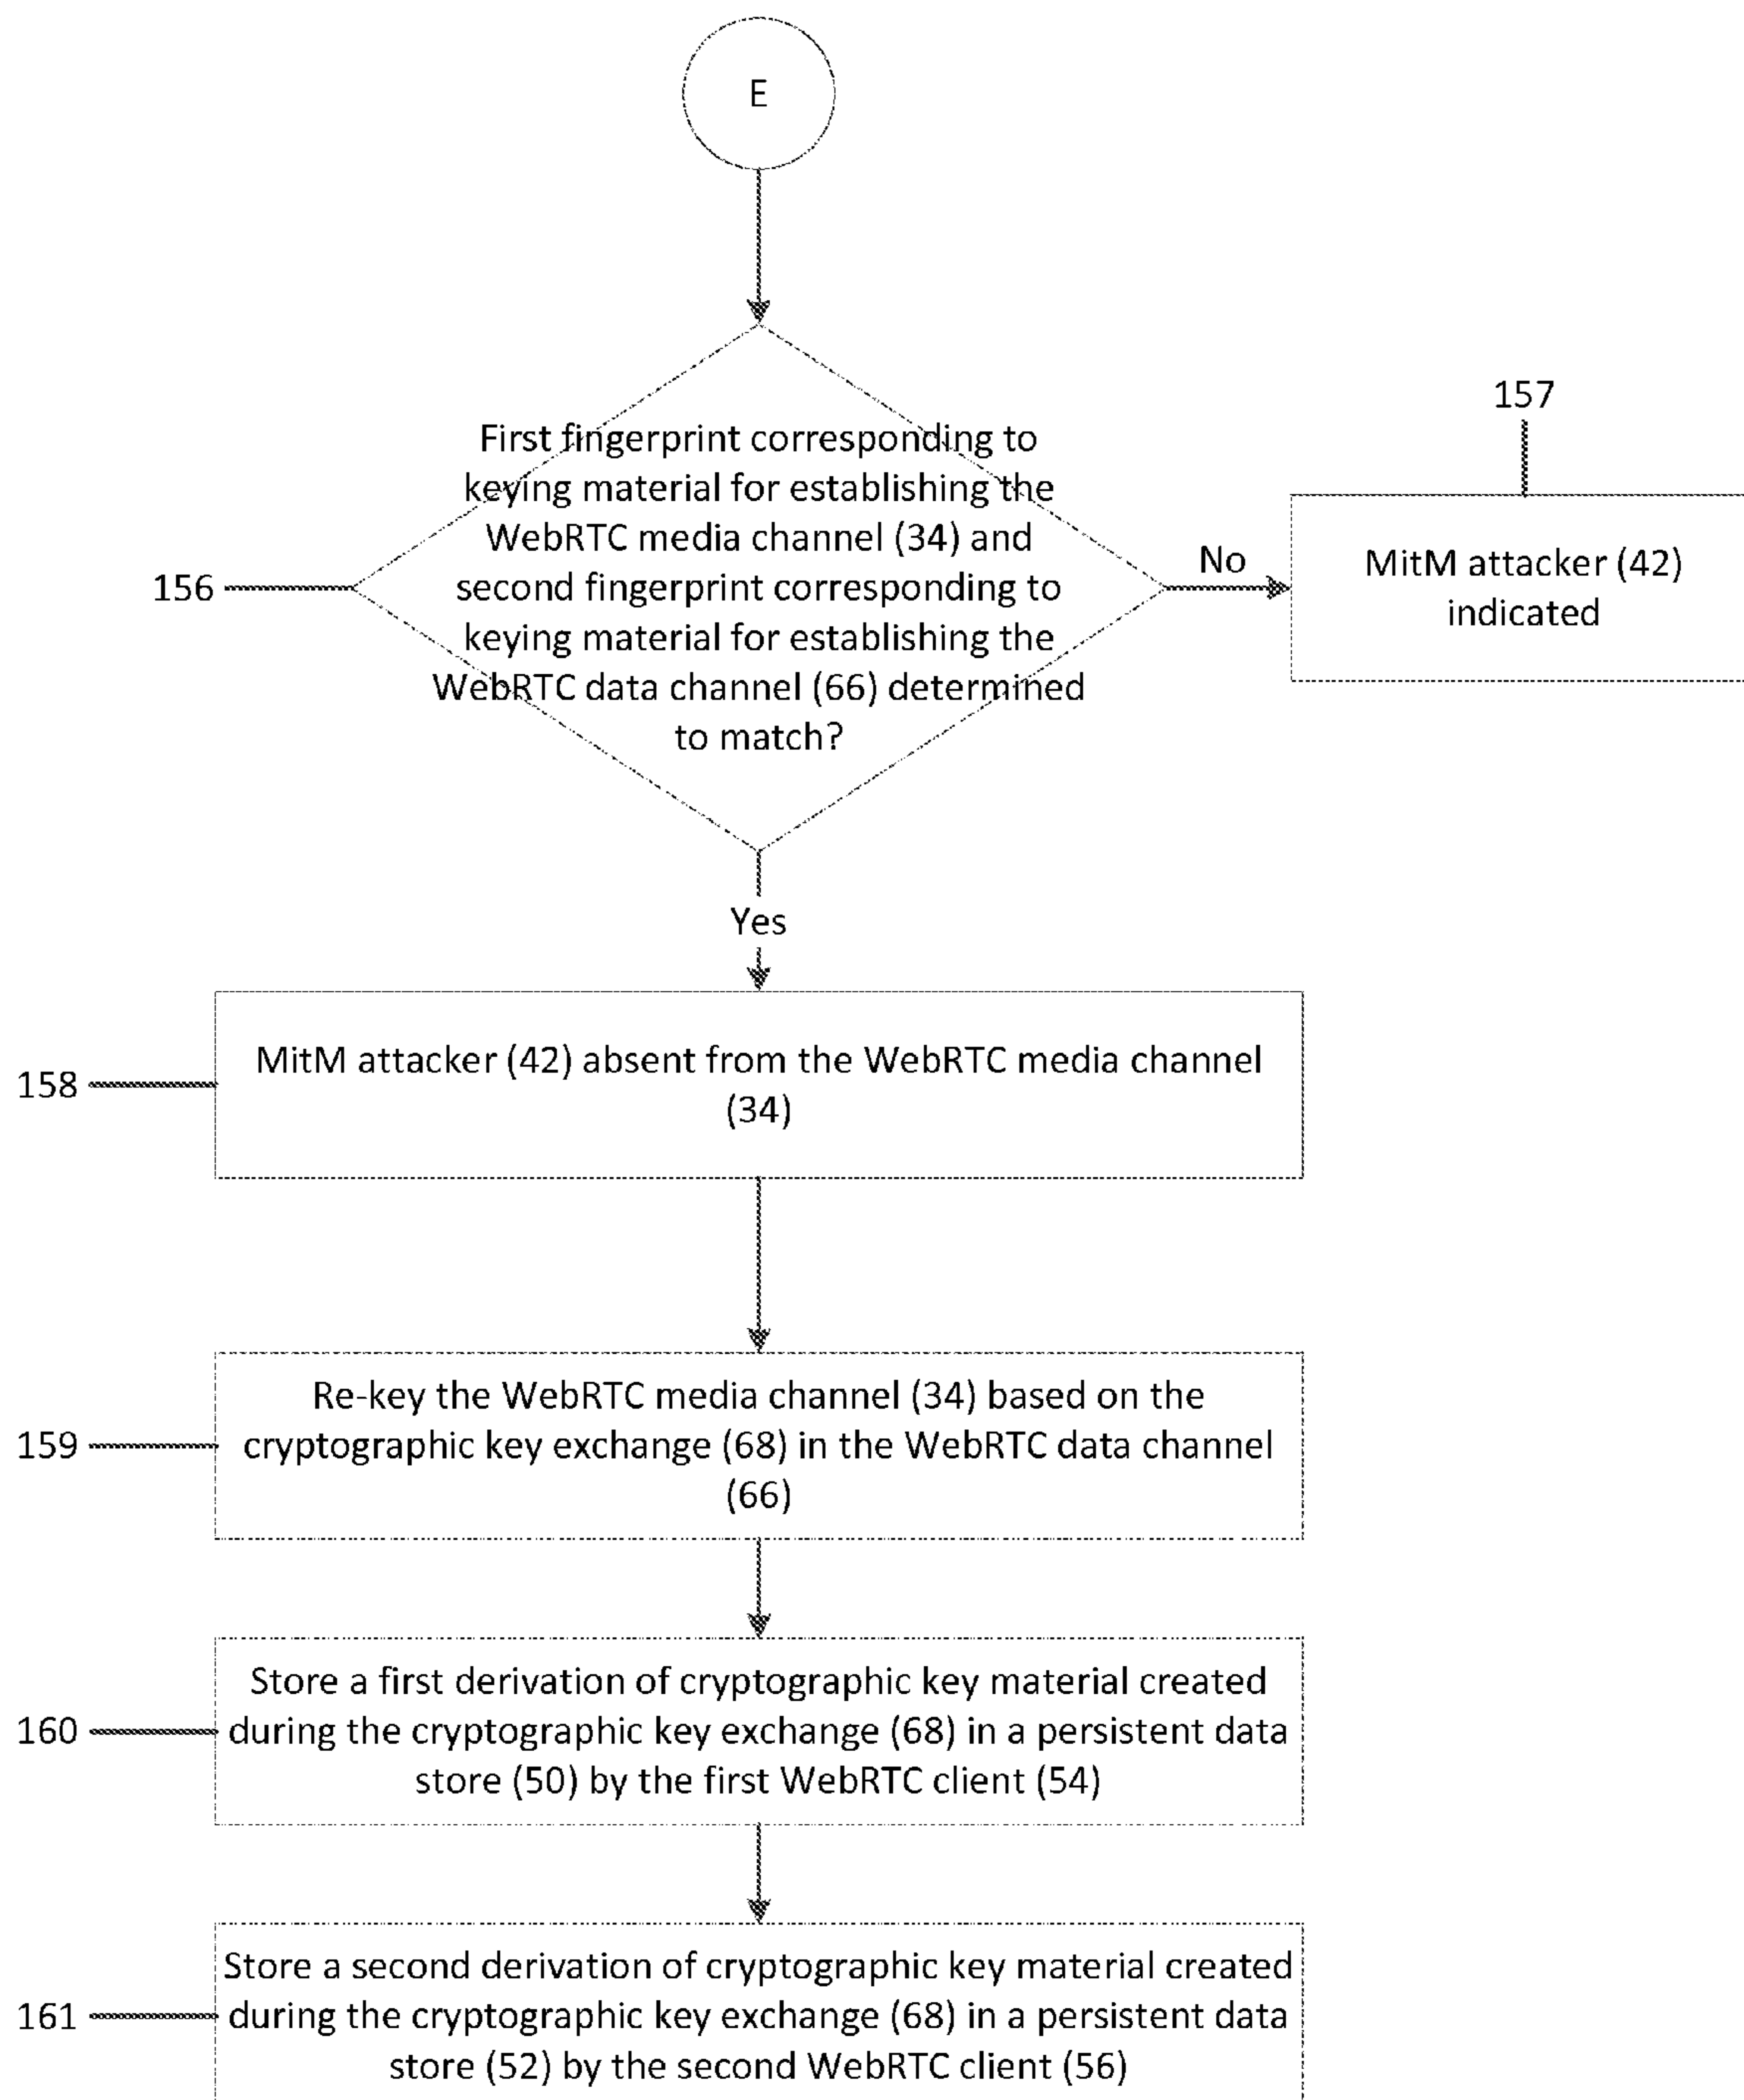 E
First fingerprint corresponding to
keying material for establishing the
WebRTC media channel (34) and
second fingerprint corresponding to
keying material for establishing the
WebRTC data channel (66) determined
to match?
156
No
157
MitM attacker (42)
indicated
Yes
158
MitM attacker (42) absent from the WebRTC media channel
(34)
159
Re-key the WebRTC media channel (34) based on the
cryptographic key exchange (68) in the WebRTC data channel
(66)
160
Store a first derivation of cryptographic key material created
during the cryptographic key exchange (68) in a persistent data
store (50) by the first WebRTC client (54)
161
Store a second derivation of cryptographic key material created
during the cryptographic key exchange (68) in a persistent data
store (52) by the second WebRTC client (56)